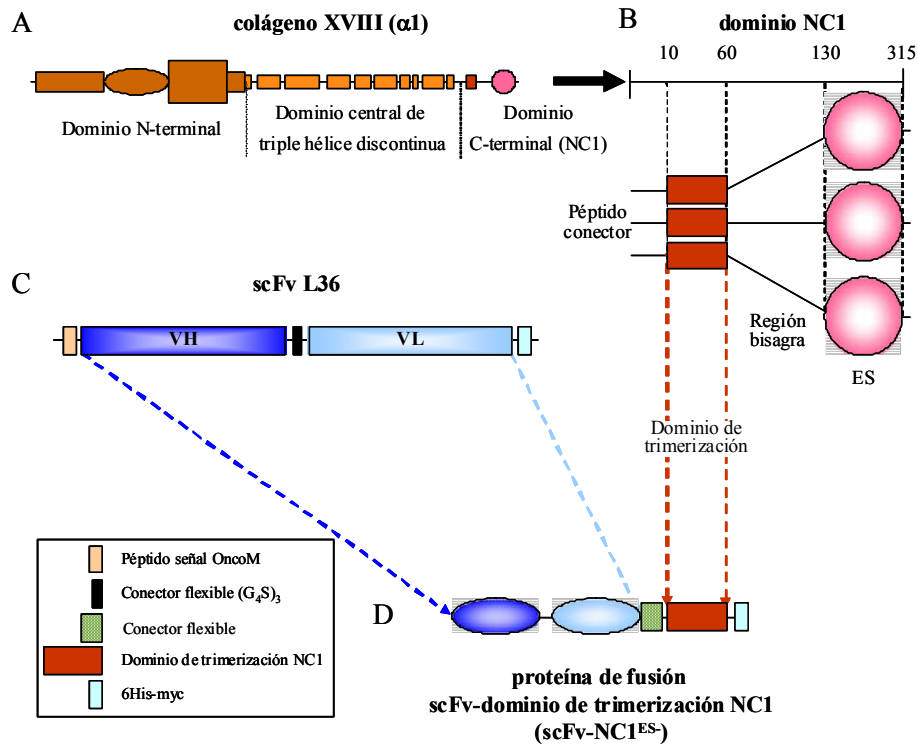 A
colágeno XVIII (α1)
Dominio N-terminal
Dominio central de
triple hélice discontinua
Dominio
C-terminal (NC1)
B
dominio NC1
10 60 130 315
Péptido
conector
Región
bisagra
ES
Dominio de
trimerización
C
scFv L36
VH
VL
Péptido señal OncoM
Conector flexible (G₄S)₃
Conector flexible
Dominio de trimerización NC1
6His-myc
D
proteína de fusión
scFv-dominio de trimerización NC1
(scFv-NC1ᴱˢ⁻)